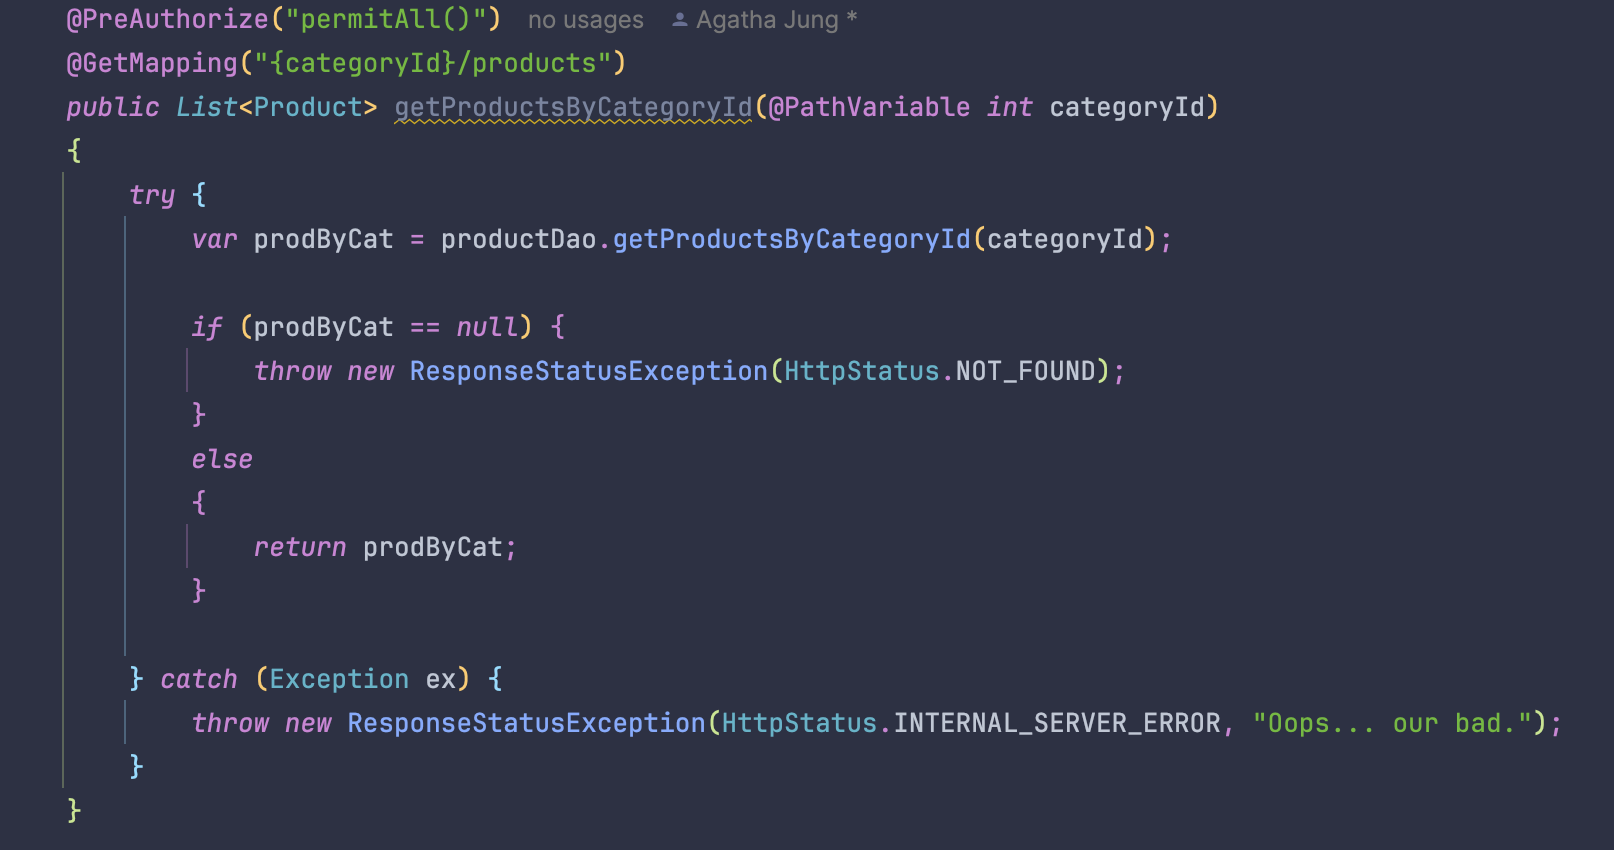 @PreAuthorize("permitAll()") no usages Agatha Jung *
@GetMapping("{categoryId}/products")
public List<Product> getProductsByCategoryId(@PathVariable int categoryId)
{
try {
var prodByCat = productDao.getProductsByCategoryId(categoryId);
if (prodByCat == null) {
throw new ResponseStatusException(HttpStatus.NOT_FOUND);
}
else
{
return prodByCat;
}
} catch (Exception ex) {
throw new ResponseStatusException(HttpStatus.INTERNAL_SERVER_ERROR, "Oops... our bad.");
}
}